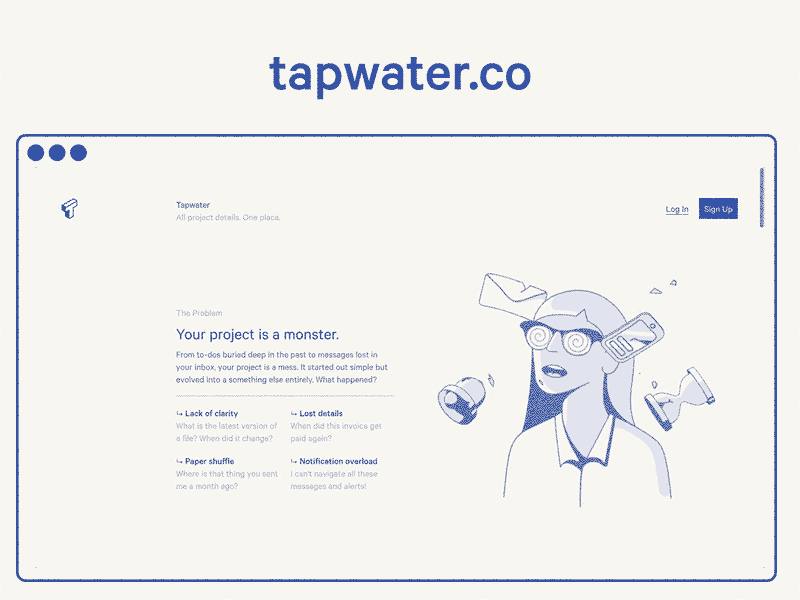 tapwater.co
Tapwater
All project details. One place.
Log In
Sign Up
The Problem
Your project is a monster.
From to-dos buried deep in the past to messages lost in
your inbox, your project is a mess. It started out simple but
evolved into a something else entirely. What happened?
↳ Lack of clarity
What is the latest version of
a file? When did it change?
↳ Lost details
When did this invoice get
paid again?
↳ Paper shuffle
Where is that thing you sent
me a month ago?
↳ Notification overload
I can't navigate all these
messages and alerts!